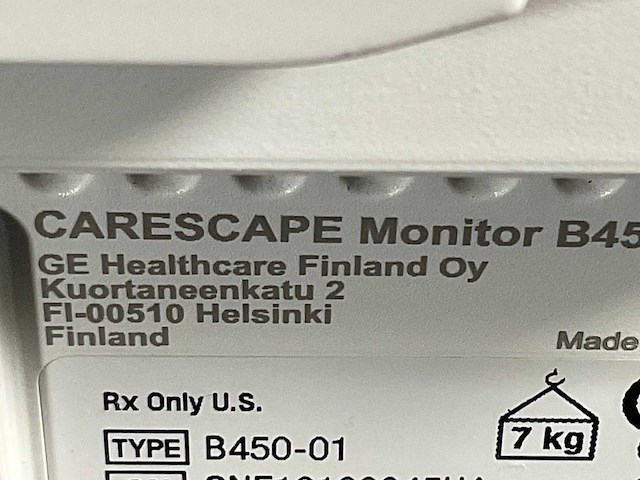 CARESCAPE Monitor B45
GE Healthcare Finland Oy
Kuortaneenkatu 2
FI-00510 Helsinki
Finland
Made
Rx Only U.S.
7 kg
TYPE B450-01